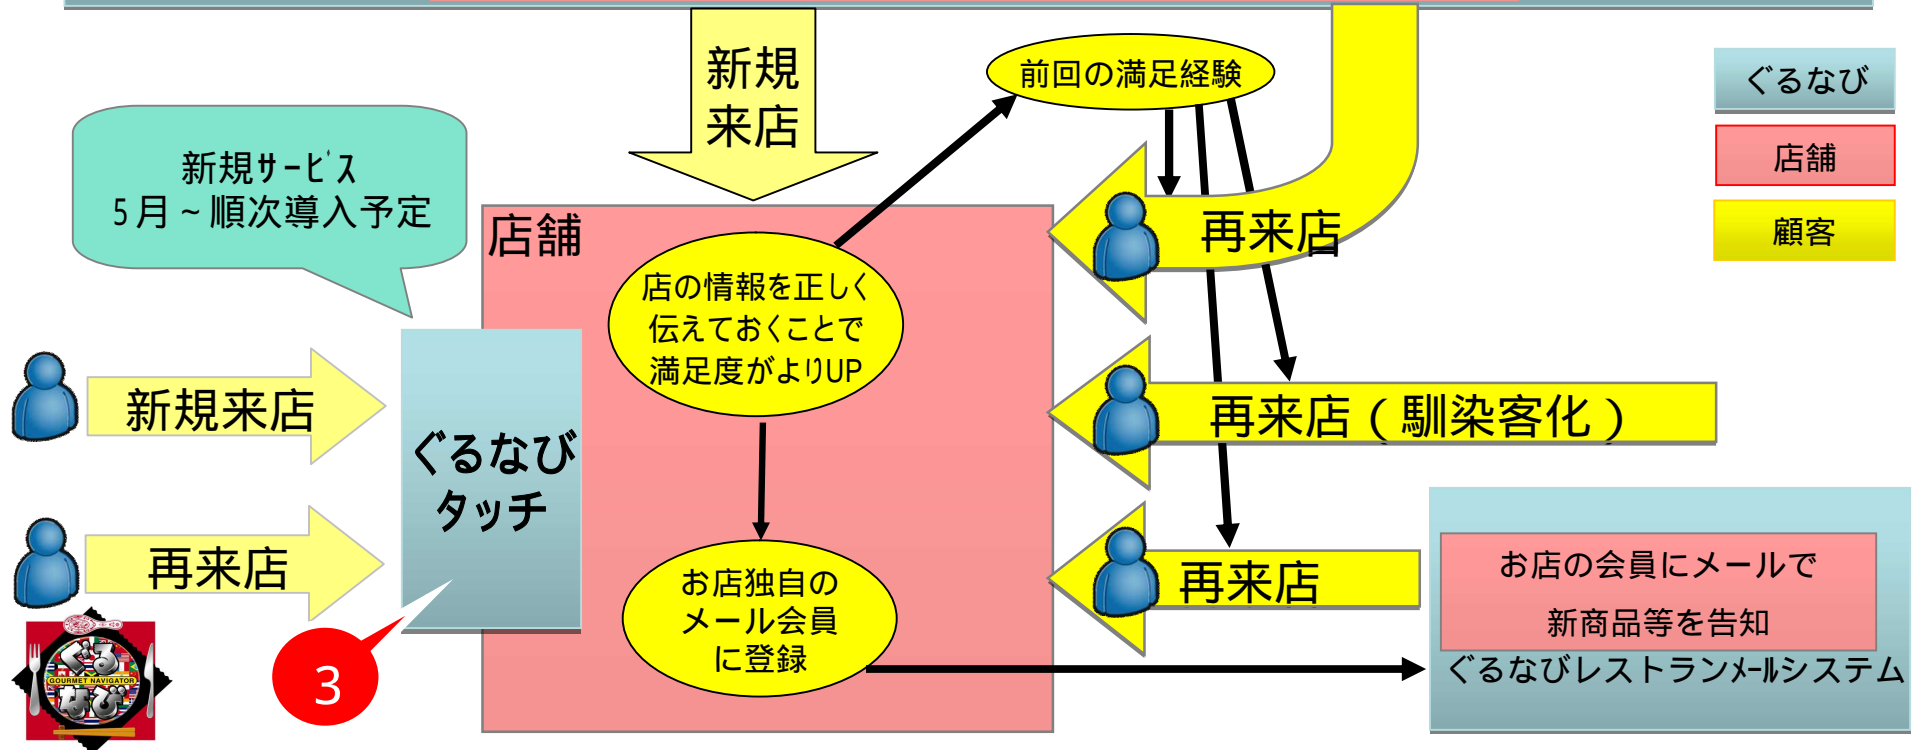 新規
来店
前回の満足経験
ぐるなび
店舗
顧客
新規サービス
5月~順次導入予定
店舗
再来店
店の情報を正しく
伝えておくことで
満足度がよりUP
新規来店
ぐるなび
タッチ
再来店(馴染客化)
再来店
お店独自の
メール会員
に登録
再来店
お店の会員にメールで
新商品等を告知
ぐるなびレストランメールシステム
3
ぐる
GOURMET NAVIGATOR
なび